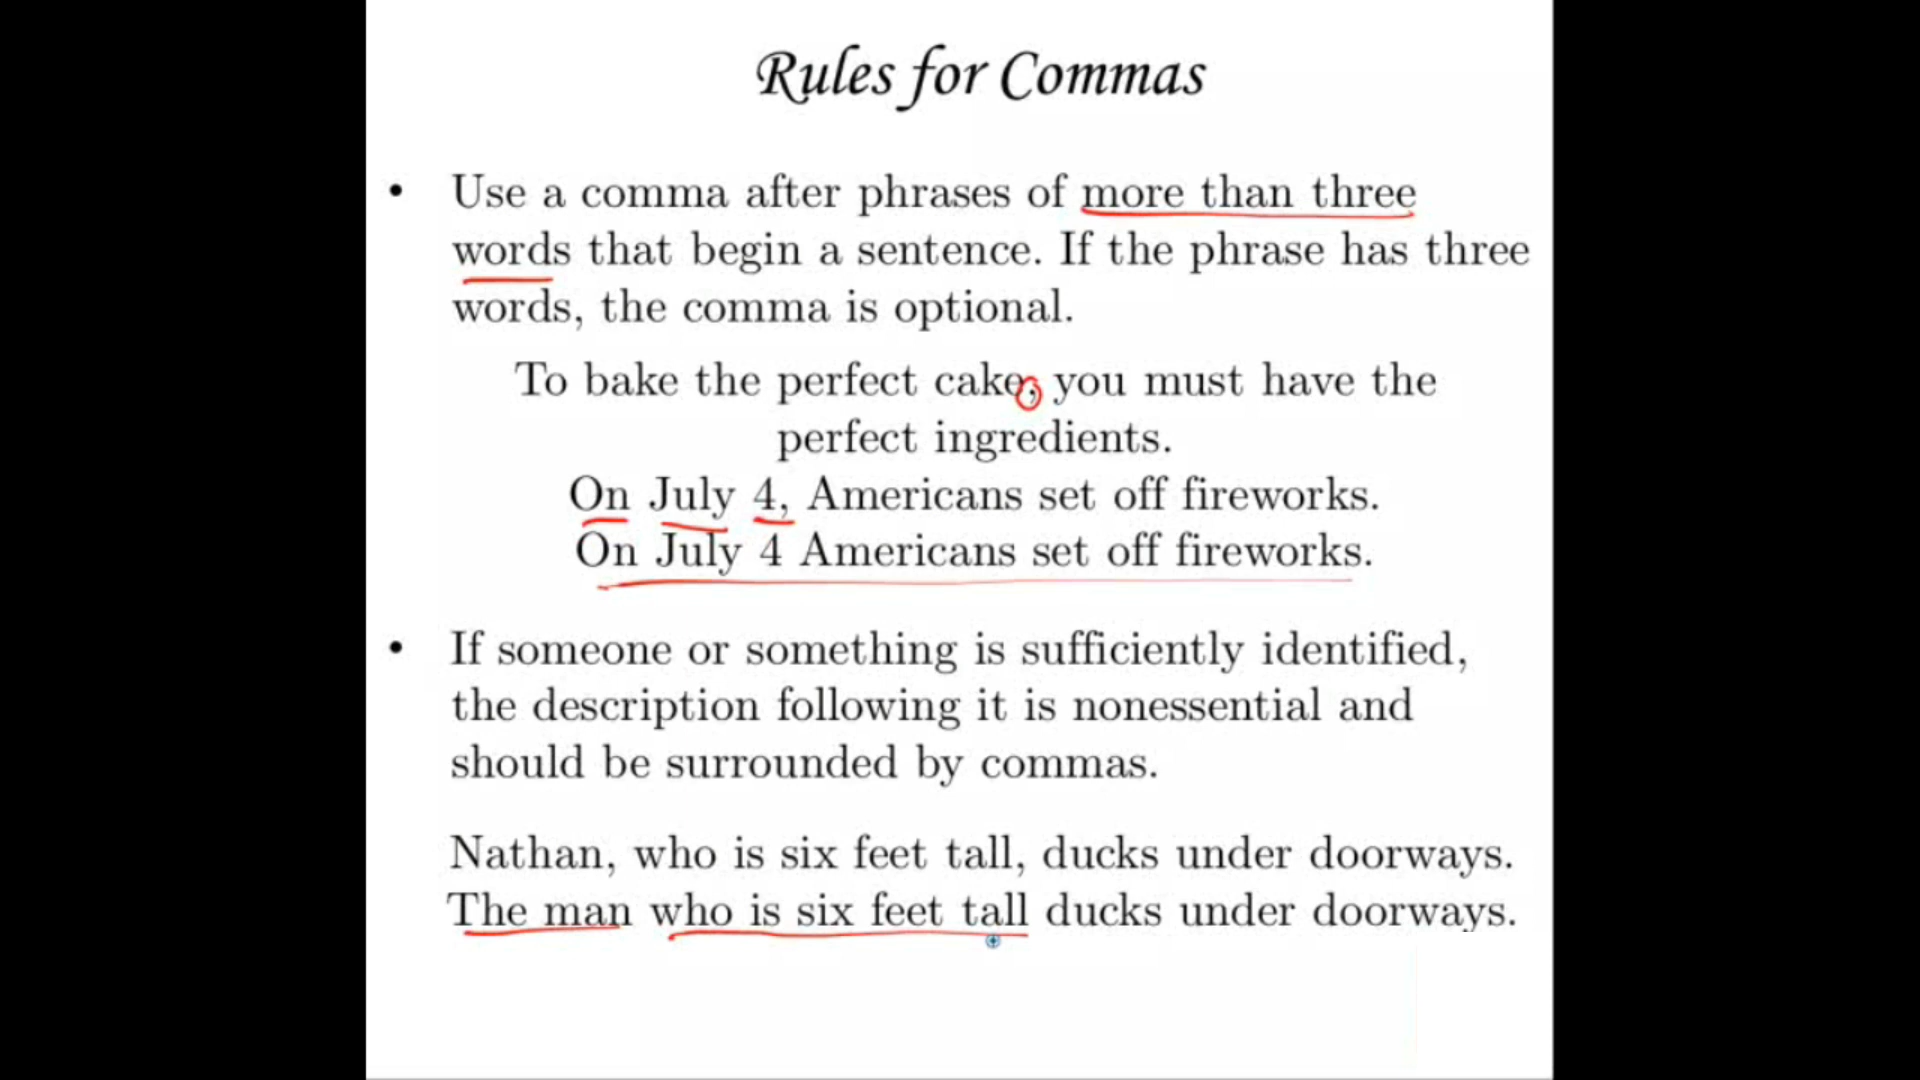 Rules for Commas
• Use a comma after phrases of more than three
words that begin a sentence. If the phrase has three
words, the comma is optional.
To bake the perfect cake, you must have the
perfect ingredients.
On July 4, Americans set off fireworks.
On July 4 Americans set off fireworks.
• If someone or something is sufficiently identified,
the description following it is nonessential and
should be surrounded by commas.
Nathan, who is six feet tall, ducks under doorways.
The man who is six feet tall ducks under doorways.